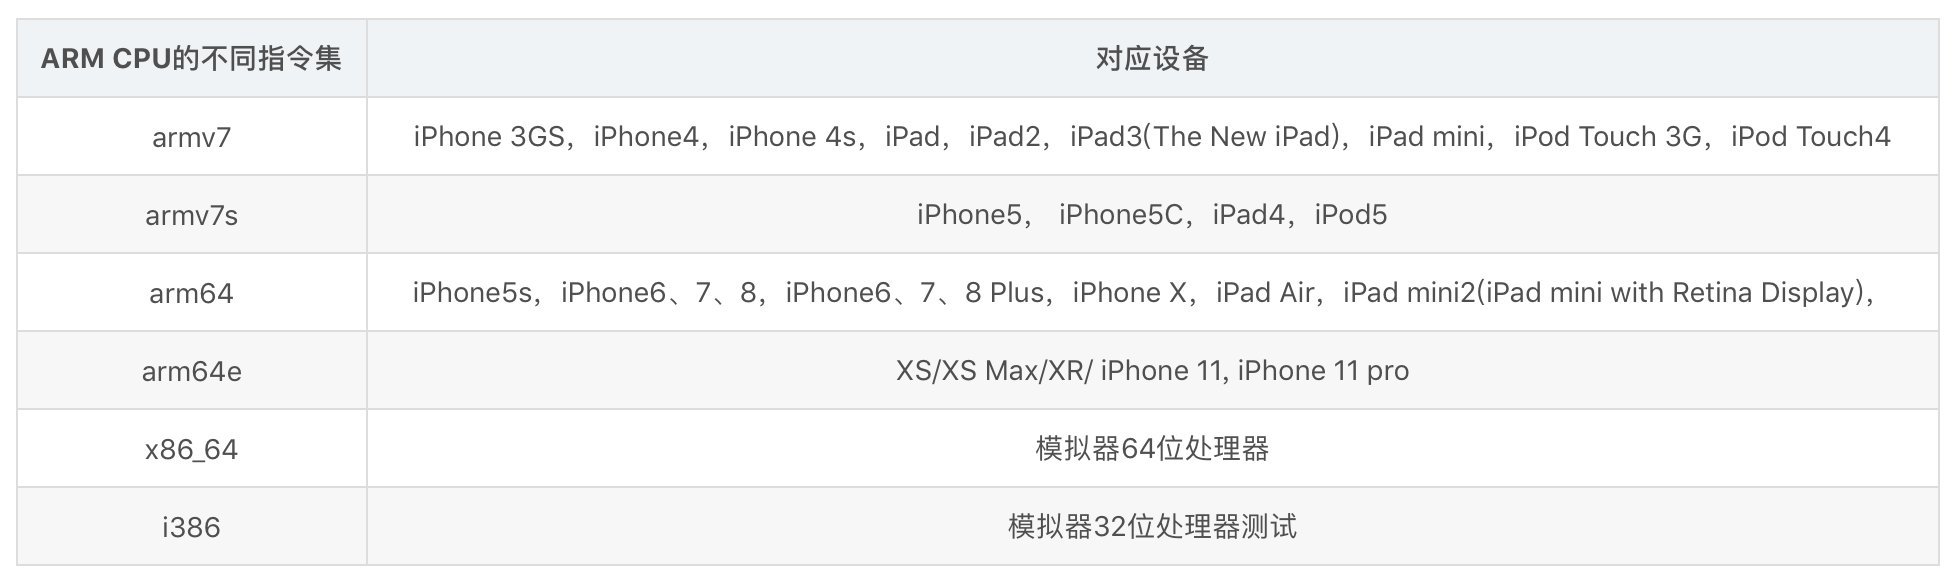 ARM CPU的不同指令集 对应设备
armv7 iPhone 3GS，iPhone4，iPhone 4s，iPad，iPad2，iPad3(The New iPad)，iPad mini，iPod Touch 3G，iPod Touch4
armv7s iPhone5， iPhone5C，iPad4，iPod5
arm64 iPhone5s，iPhone6、7、8，iPhone6、7、8 Plus，iPhone X，iPad Air，iPad mini2(iPad mini with Retina Display)，
arm64e XS/XS Max/XR/ iPhone 11, iPhone 11 pro
x86_64 模拟器64位处理器
i386 模拟器32位处理器测试